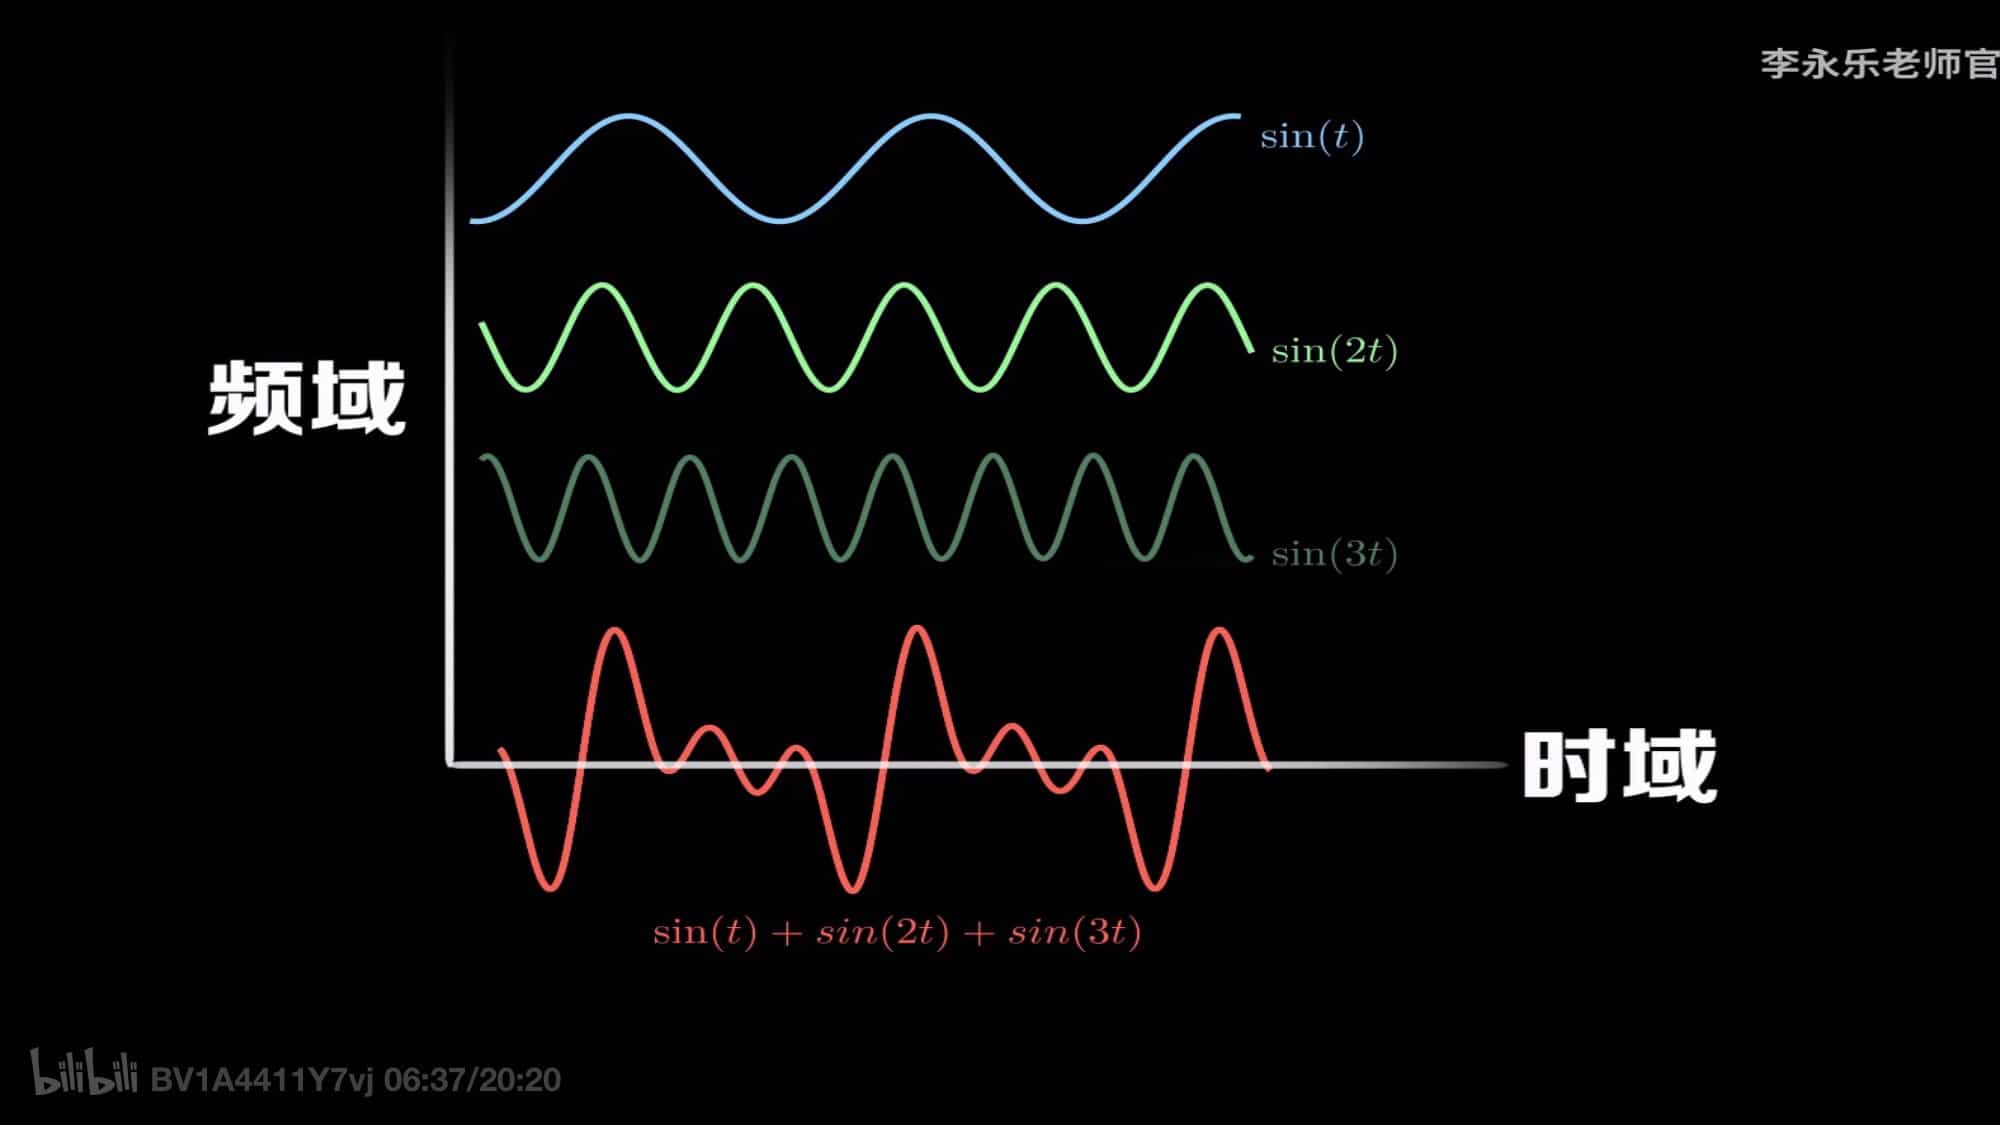 李永乐老师官
sin(t)
sin(2t)
频域
sin(3t)
时域
sin(t) + sin(2t) + sin(3t)
bilibili BV1A4411Y7vj 06:37/20:20